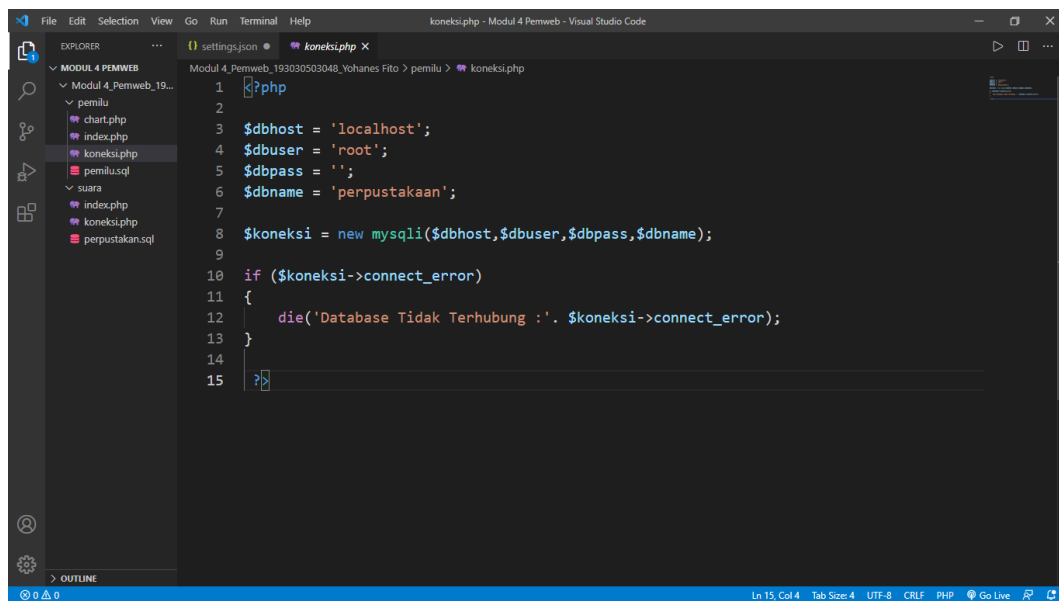 File Edit Selection View Go Run Terminal Help koneksi.php - Modul 4 Pemweb - Visual Studio Code
EXPLORER ...
{} settings.json ● koneksi.php ×
MODUL 4 PEMWEB
Modul 4_Pemweb_193030503048_Yohanes Fito > pemilu > koneksi.php
Modul 4_Pemweb_19...
pemilu
chart.php
index.php
koneksi.php
pemilu.sql
suara
index.php
koneksi.php
perpustakan.sql
1 <?php
2
3 $dbhost = 'localhost';
4 $dbuser = 'root';
5 $dbpass = '';
6 $dbname = 'perpustakaan';
7
8 $koneksi = new mysqli($dbhost,$dbuser,$dbpass,$dbname);
9
10 if ($koneksi->connect_error)
11 {
12 die('Database Tidak Terhubung :'. $koneksi->connect_error);
13 }
14
15 ?>
1
> OUTLINE
0 0 Ln 15, Col 4 Tab Size: 4 UTF-8 CRLF PHP Go Live